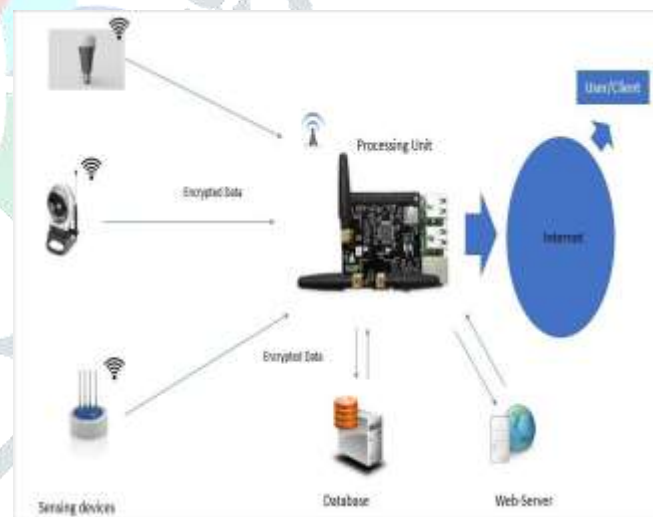 User/Client
Processing Unit
Encrypted Data
Internet
Encrypted Data
Database
Web-Server
Sensing devices